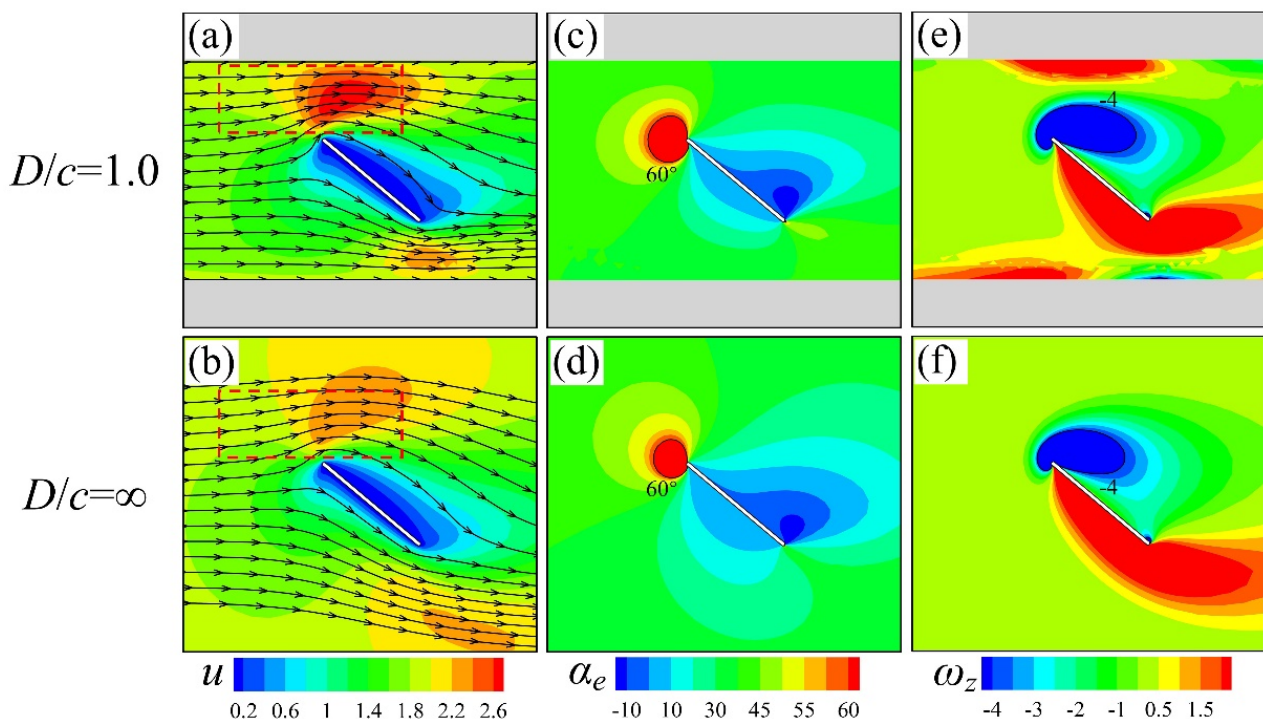 (a) (c) (e)
-4
D/c=1.0
60°
(b) (d) (f)
D/c=∞
60°
-4
u
0.2 0.6 1 1.4 1.8 2.2 2.6
αₑ
-10 10 30 45 55 60
ω_z
-4 -3 -2 -1 0.5 1.5